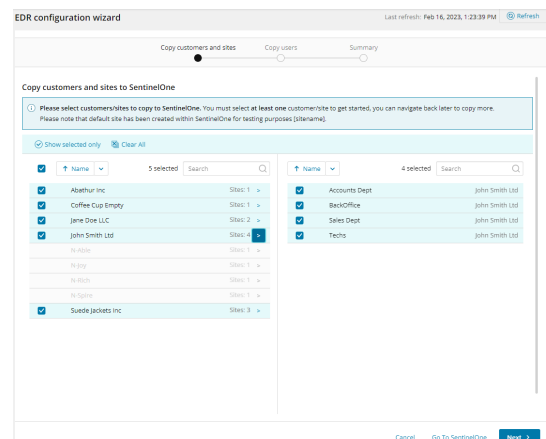 EDR configuration wizard
Last refresh: Feb 16, 2023, 1:23:39 PM
Refresh
Copy customers and sites
Copy users
Summary
Copy customers and sites to SentinelOne
Please select customers/sites to copy to SentinelOne. You must select at least one customer/site to get started, you can navigate back later to copy more.
Please note that default site has been created within SentinelOne for testing purposes [sitename].
Show selected only
Clear All
Name
5 selected
Search
Name
4 selected
Search
Abathur Inc
Sites: 1
Accounts Dept
John Smith Ltd
Coffee Cup Empty
Sites: 1
BackOffice
John Smith Ltd
Jane Doe LLC
Sites: 2
Sales Dept
John Smith Ltd
John Smith Ltd
Sites: 4
Techs
John Smith Ltd
N-Able
Sites: 1
N-Joy
Sites: 1
N-Rich
Sites: 1
N-Spire
Sites: 1
Suede Jackets Inc
Sites: 3
Cancel
Go To SentinelOne
Next